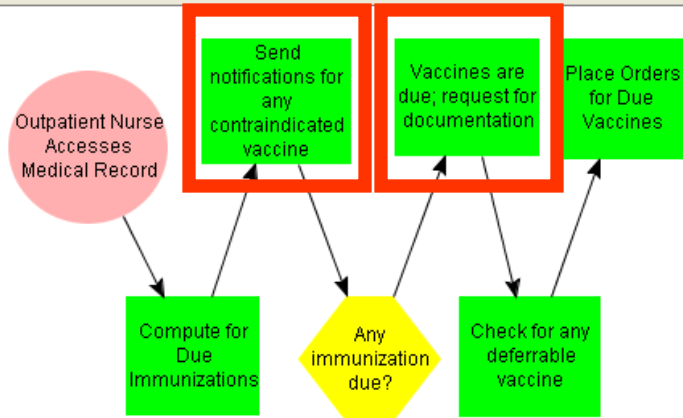 Outpatient Nurse
Accesses
Medical Record
Compute for
Due
Immunizations
Send
notifications for
any
contraindicated
vaccine
Any
immunization
due?
Vaccines are
due; request for
documentation
Check for any
deferrable
vaccine
Place Orders
for Due
Vaccines